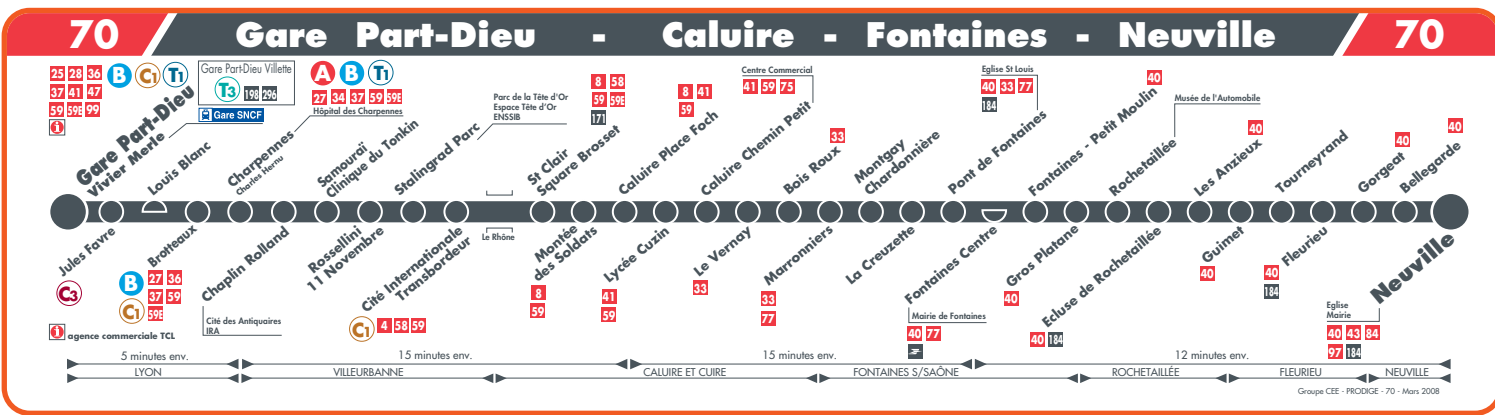 70
Gare Part-Dieu - Caluire - Fontaines - Neuville
70
25 28 36
37 41 47
59 59E 99
i
B C1 T1
Gare Part-Dieu Villette
T3 198 296
Gare SNCF
Gare Part-Dieu
Vivier Merle
Jules Favre
C3
Louis Blanc
Brotteaux
B
C1
27 36
37 59
59E
A B T1
27 34 37 59 59E
Hôpital des Charpennes
Charpennes
Charles Hernu
Chaplin Rolland
Cité des Antiquaires
IRA
Samouraï
Clinique du Tonkin
Rossellini
11 Novembre
Parc de la Tête d'Or
Espace Tête d'Or
ENSSIB
Stalingrad Parc
Cité Internationale
Transbordeur
C1 4 58 59
Le Rhône
8 58
59 59E
171
St Clair
Square Brosset
Montée
des Soldats
8
59
8 41
59
Caluire Place Foch
Lycée Cuzin
41
59
Centre Commercial
41 59 75
Caluire Chemin Petit
Le Vernay
33
33
Bois Roux
Marronniers
33
77
Montgay
Chardonnière
La Creuzette
Eglise St Louis
40 33 77
184
Pont de Fontaines
Fontaines Centre
Mairie de Fontaines
40 77
40
Fontaines - Petit Moulin
Gros Platane
40
Musée de l'Automobile
Rochetaillée
Ecluse de Rochetaillée
40 184
40
Les Anzieux
Guimet
40
Tourneyrand
Fleurieu
40
184
40
Gorgeat
40
Bellegarde
Neuville
Eglise
Mairie
40 43 84
97 184
i agence commerciale TCL
5 minutes env.
15 minutes env.
15 minutes env.
12 minutes env.
LYON
VILLEURBANNE
CALUIRE ET CUIRE
FONTAINES S/SAÔNE
ROCHETAILLÉE
FLEURIEU
NEUVILLE
Groupe CEE - PRODIGE - 70 - Mars 2008